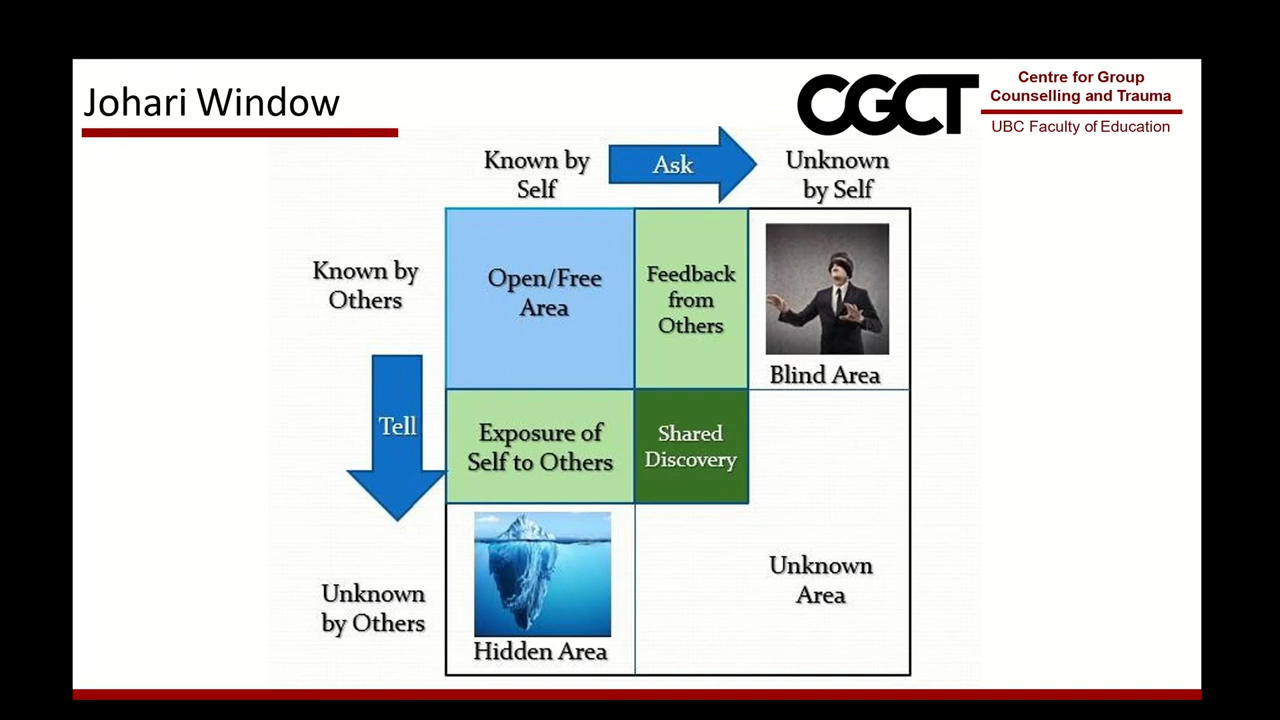 Johari Window
CGCT
Centre for Group
Counselling and Trauma
UBC Faculty of Education
Known by
Self
Ask
Unknown
by Self
Known by
Others
Open/Free
Area
Feedback
from
Others
Blind Area
Tell
Exposure of
Self to Others
Shared
Discovery
Unknown
by Others
Hidden Area
Unknown
Area